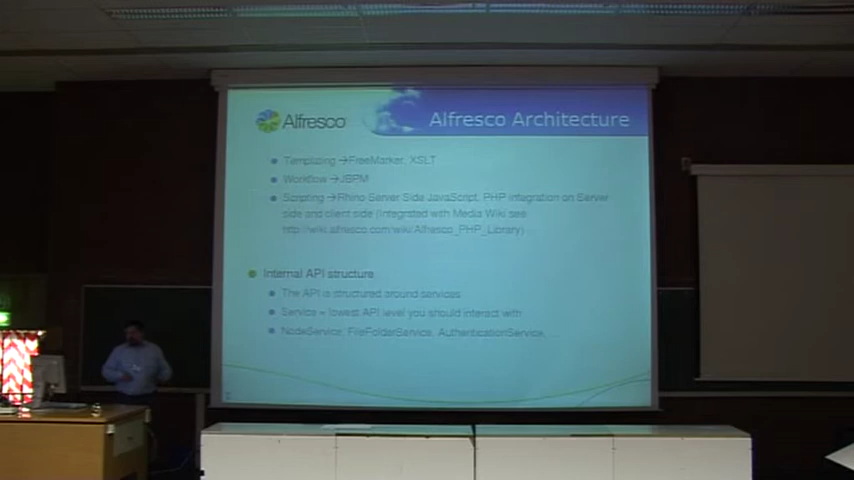 Alfresco
Alfresco Architecture
Templating →FreeMarker, XSLT
Workflow →JBPM
Scripting →Rhino Server Side JavaScript, PHP integration on Server
side and client side (Integrated with Media Wiki see
http://wiki.alfresco.com/wiki/Alfresco_PHP_Library)
Internal API structure
The API is structured around services
Service = lowest API level you should interact with
NodeService, FileFolderService, AuthenticationService,